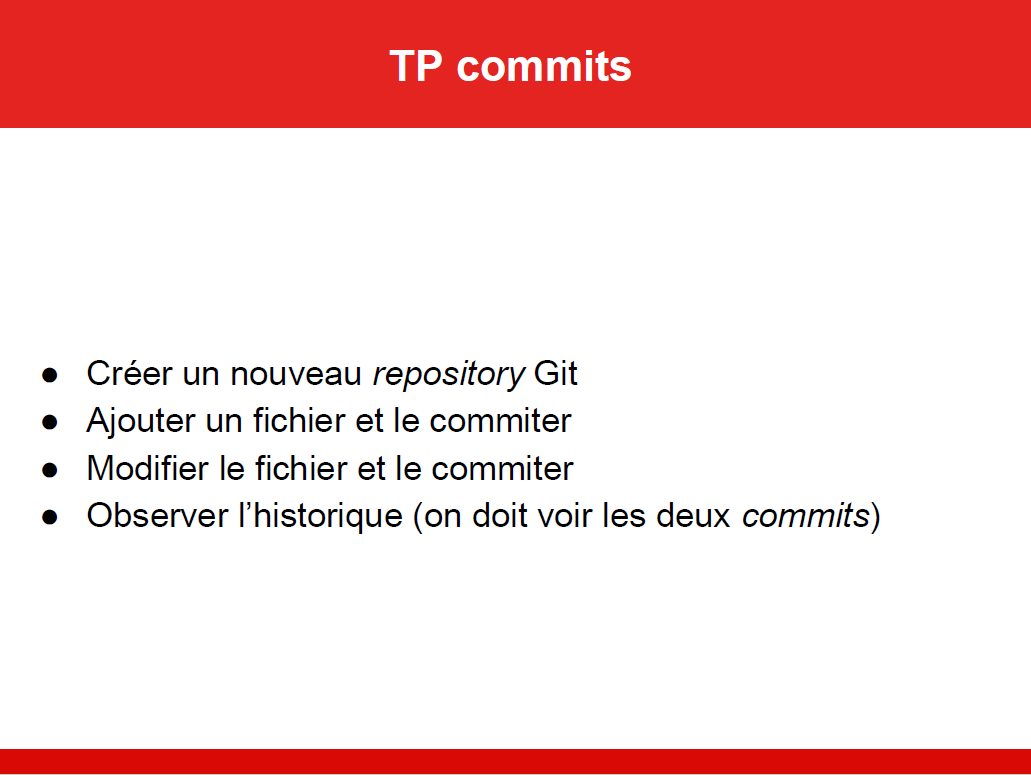 TP commits
● Créer un nouveau repository Git
● Ajouter un fichier et le commiter
● Modifier le fichier et le commiter
● Observer l’historique (on doit voir les deux commits)